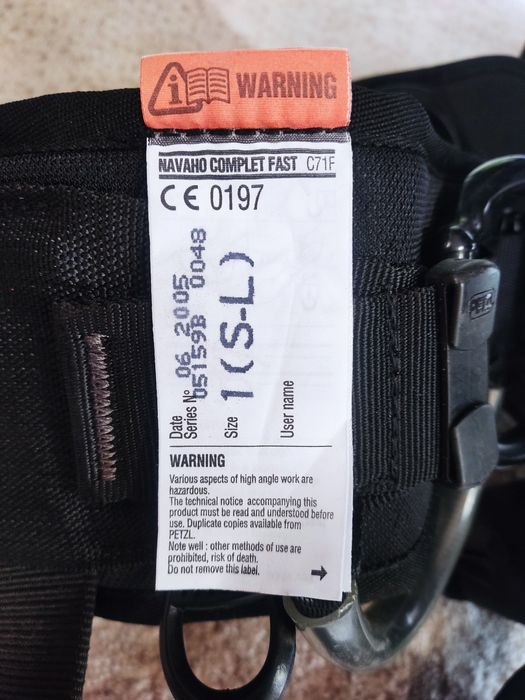 WARNING
NAVAHO COMPLET FAST C71F
CE 0197
Date 06 2005
Series N° 05159B 0048
Size 1(S-L)
User name
WARNING
Various aspects of high angle work are
hazardous.
The technical notice accompanying this
product must be read and understood before
use. Duplicate copies available from
PETZL.
Note well : other methods of use are
prohibited, risk of death.
Do not remove this label.
PETZL